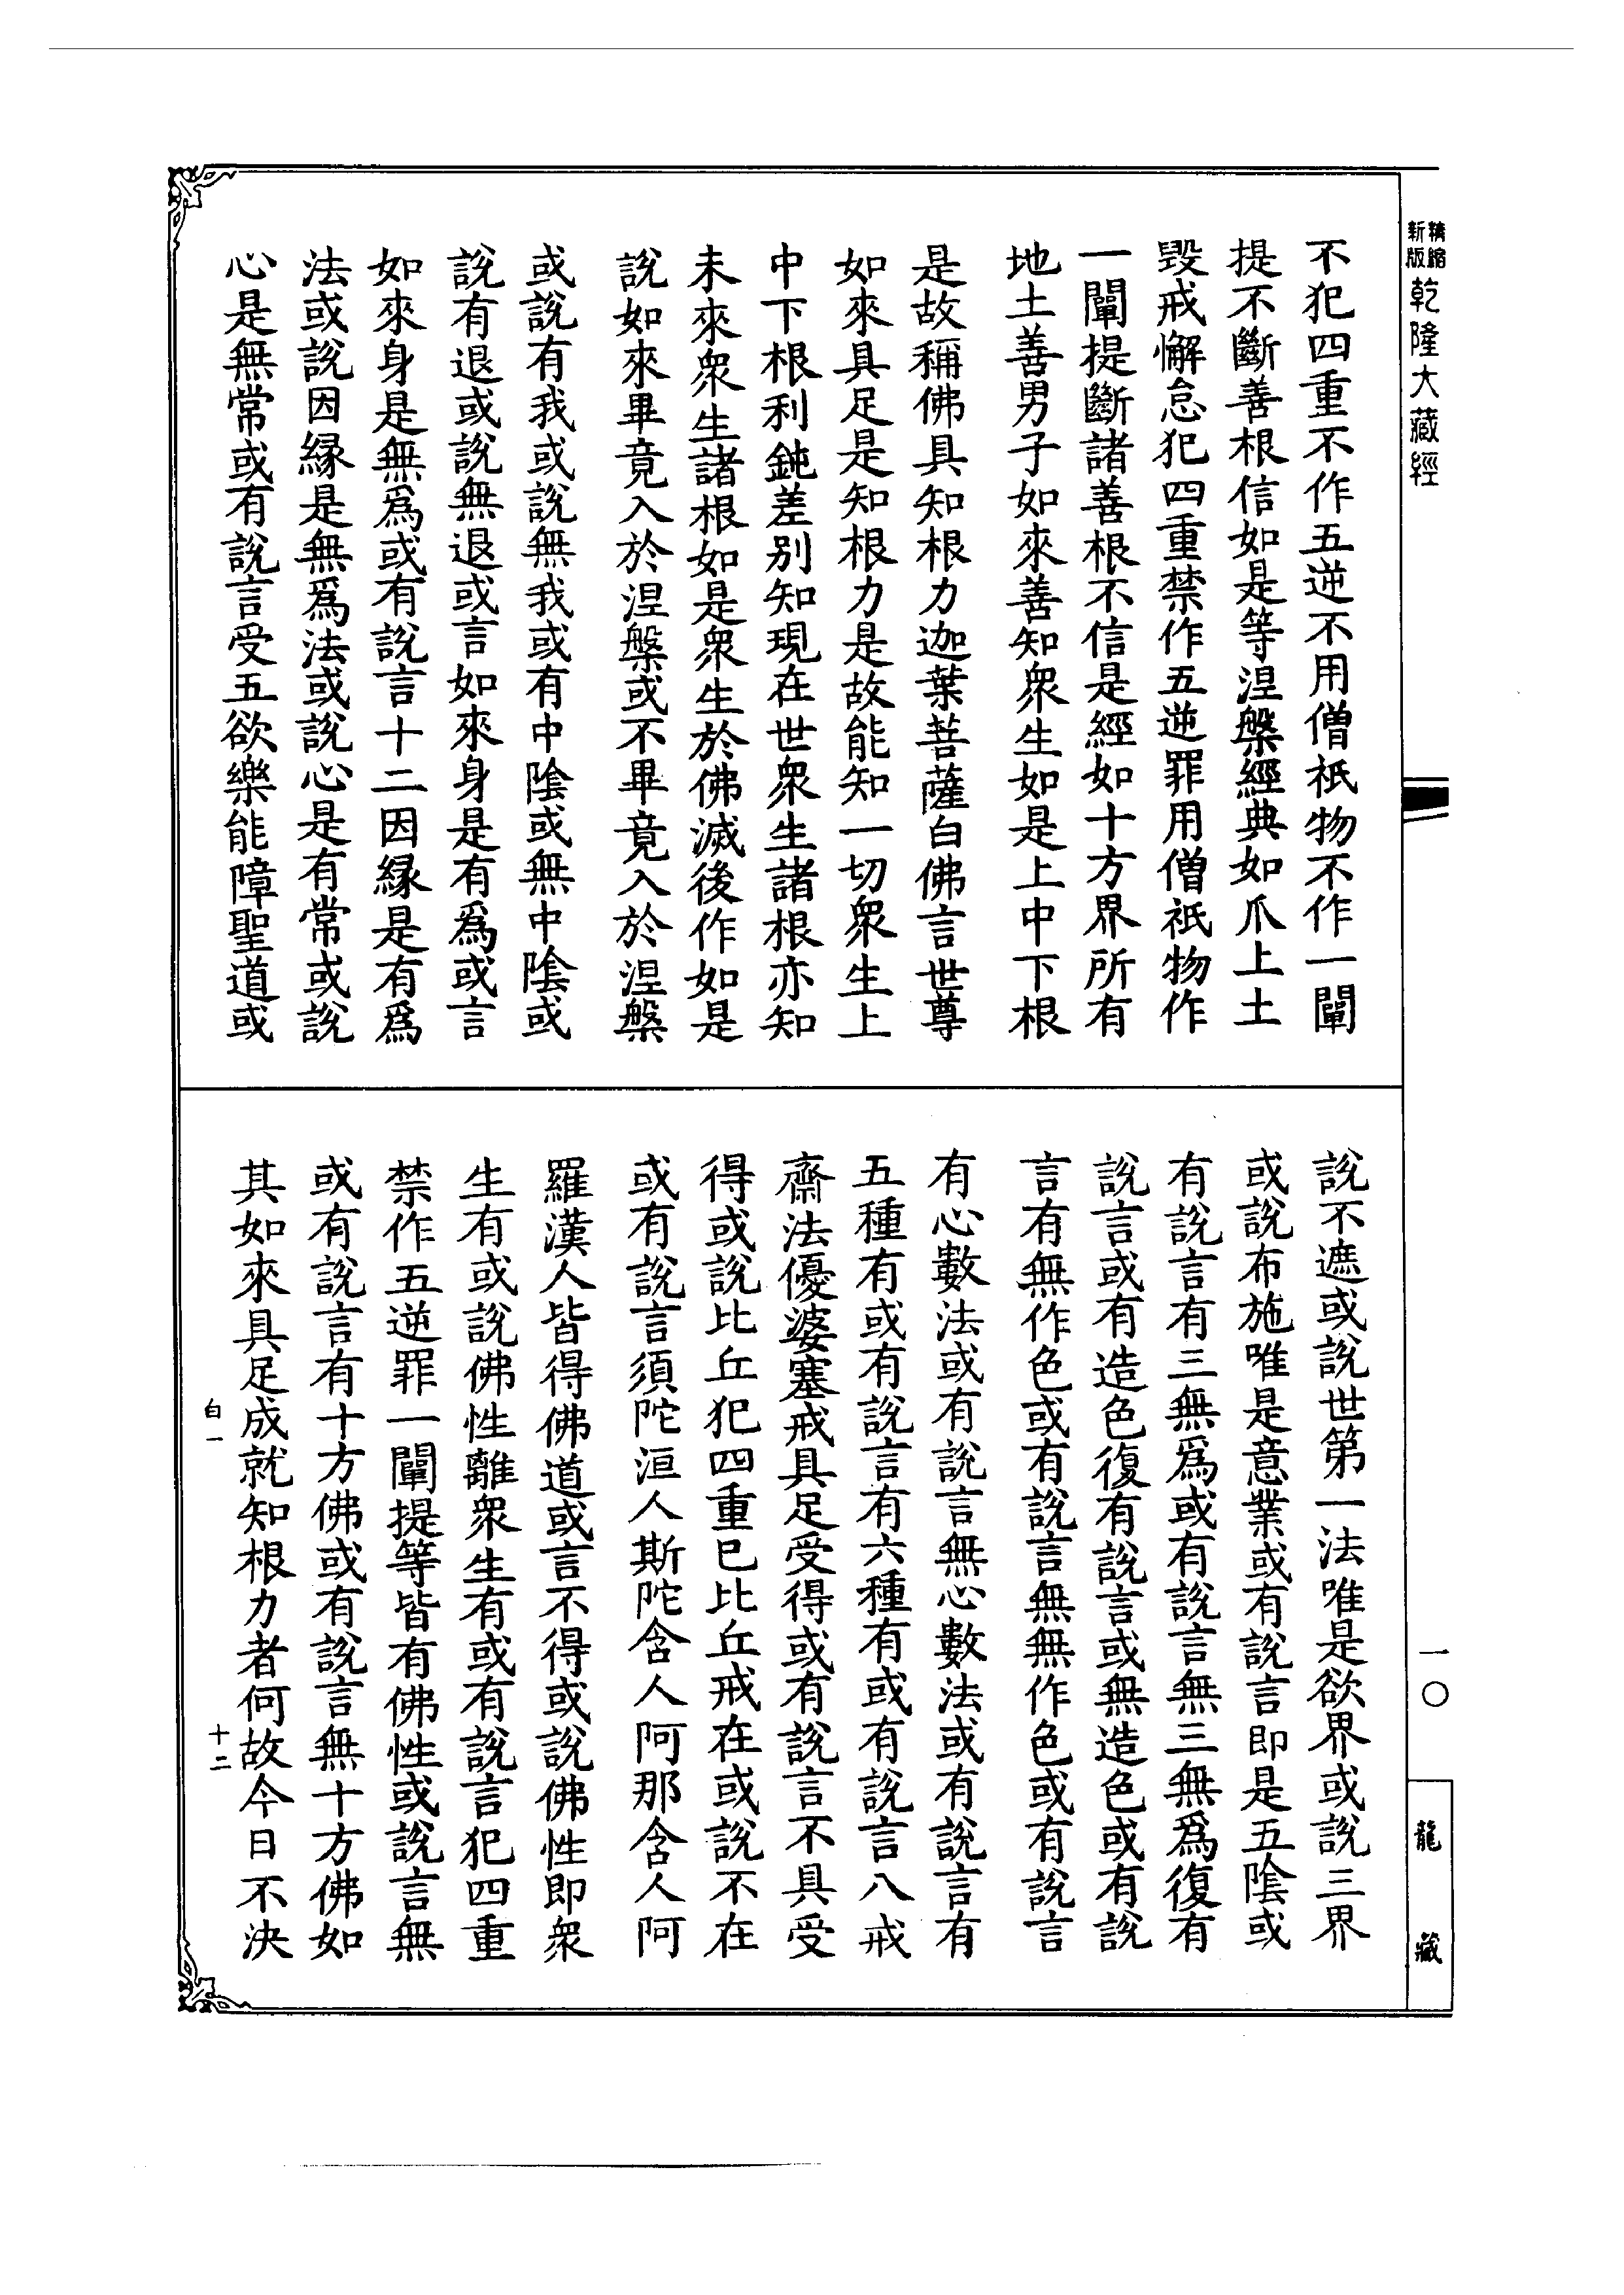 精縮
新版
乾隆大藏經
不犯四重不作五逆不用僧祇物不作一闡
提不斷善根信如是等涅槃經典如爪上土
毀戒懈怠犯四重禁作五逆罪用僧祇物作
一闡提斷諸善根不信是經如十方界所有
地土善男子如來善知衆生如是上中下根
是故稱佛具知根力迦葉菩薩白佛言世尊
如來具足是知根力是故能知一切衆生上
中下根利鈍差別知現在世衆生諸根亦知
未來衆生諸根如是衆生於佛滅後作如是
說如來畢竟入於涅槃或不畢竟入於涅槃
或說有我或說無我或有中陰或無中陰或
說有退或說無退或言如來身是有爲或言
如來身是無爲或有說言十二因緣是有爲
法或說因緣是無爲法或說心是有常或說
心是無常或有說言受五欲樂能障聖道或
說不遮或說世第一法唯是欲界或說三界
或說布施唯是意業或有說言即是五陰或
有說言有三無爲或有說言無三無爲復有
說言或有造色復有說言或無造色或有說
言有無作色或有說言無無作色或有說言
有心數法或有說言無心數法或有說言有
五種有或有說言有六種有或有說言八戒
齋法優婆塞戒具足受得或有說言不具受
得或說比丘犯四重已比丘戒在或說不在
或有說言須陀洹人斯陀含人阿那含人阿
羅漢人皆得佛道或言不得或說佛性即衆
生有或說佛性離衆生有或有說言犯四重
禁作五逆罪一闡提等皆有佛性或說言無
或有說言有十方佛或有說言無十方佛如
其如來具足成就知根力者何故今日不決
白一
十二
一〇
龍藏